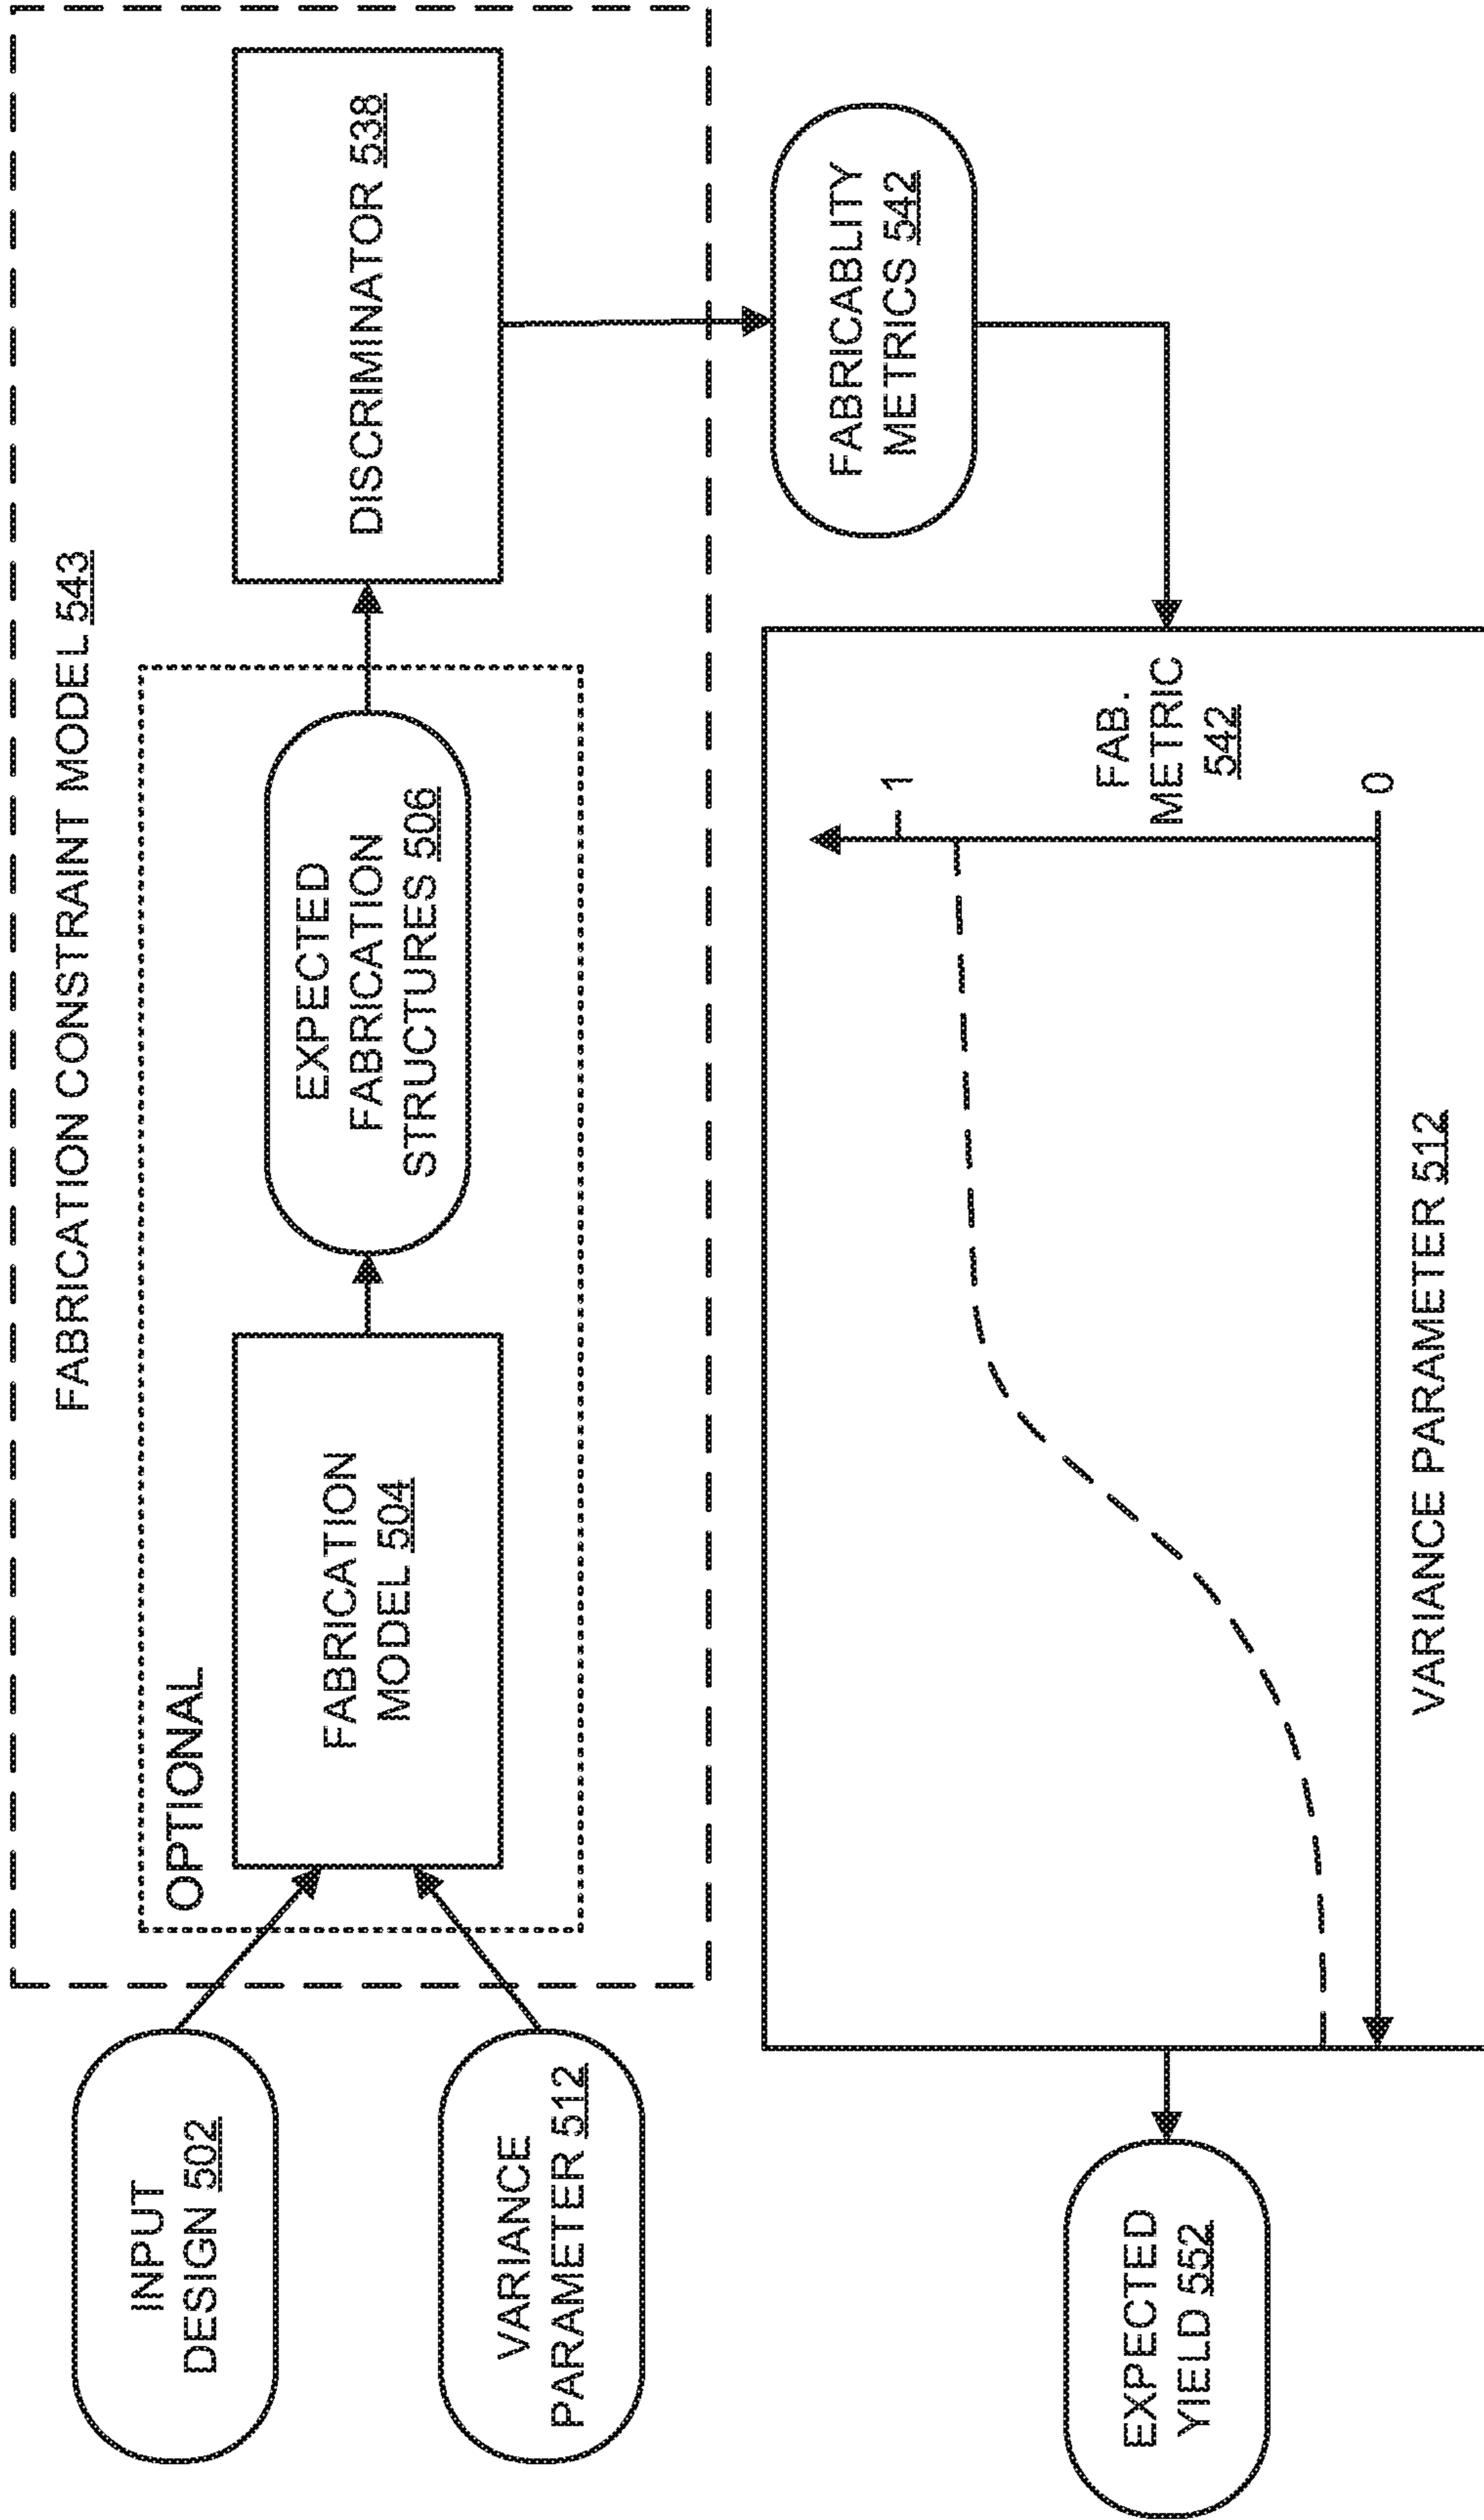 FABRICATION CONSTRAINT MODEL 543
OPTIONAL
INPUT
DESIGN 502
VARIANCE
PARAMETER 512
FABRICATION
MODEL 504
EXPECTED
FABRICATION
STRUCTURES 506
DISCRIMINATOR 538
FABRICABLITY
METRICS 542
EXPECTED
YIELD 552
1
FAB.
METRIC
542
0
VARIANCE PARAMETER 512